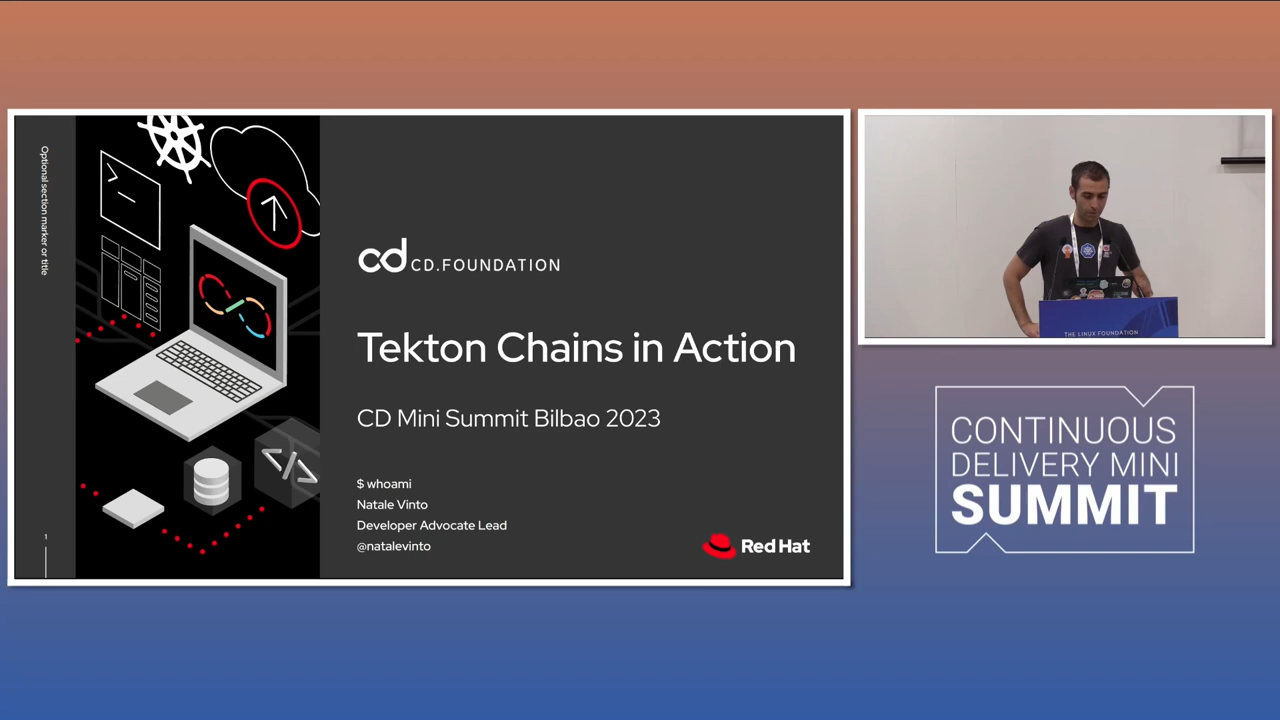 Optional section marker or title
cd CD.FOUNDATION
Tekton Chains in Action
CD Mini Summit Bilbao 2023
$ whoami
Natale Vinto
Developer Advocate Lead
@natalevinto
Red Hat
1
>_
</>
THE LINUX FOUNDATION
CONTINUOUS
DELIVERY MINI
SUMMIT